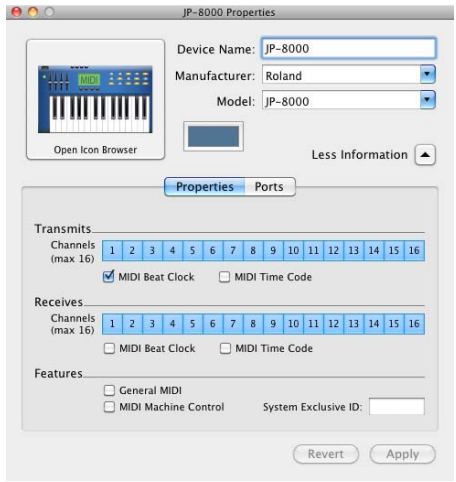 JP-8000 Properties
Device Name: JP-8000
Manufacturer: Roland
Model: JP-8000
MIDI
Open Icon Browser
Less Information
Properties Ports
Transmits
Channels (max 16) 1 2 3 4 5 6 7 8 9 10 11 12 13 14 15 16
MIDI Beat Clock MIDI Time Code
Receives
Channels (max 16) 1 2 3 4 5 6 7 8 9 10 11 12 13 14 15 16
MIDI Beat Clock MIDI Time Code
Features
General MIDI
MIDI Machine Control System Exclusive ID:
Revert Apply